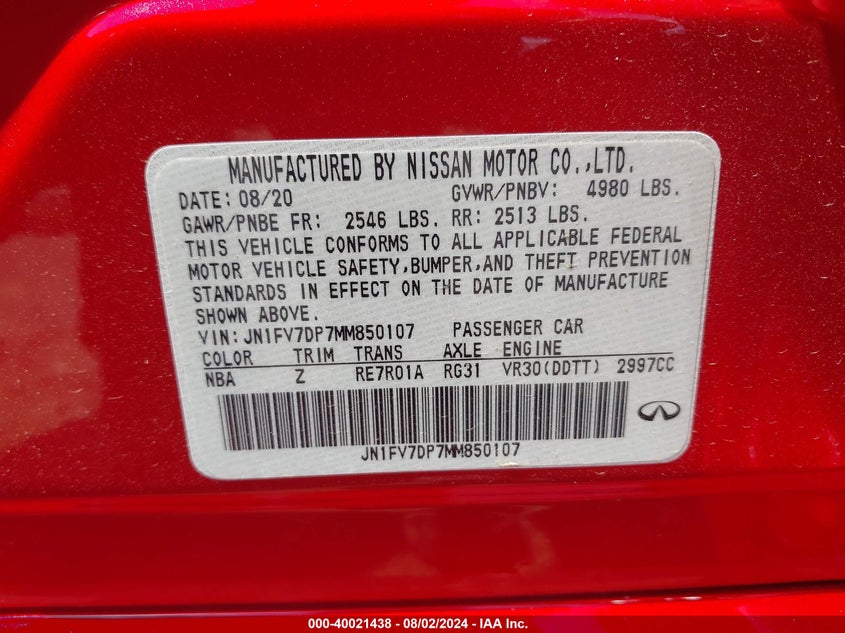 MANUFACTURED BY NISSAN MOTOR CO.,LTD.
DATE: 08/20 GVWR/PNBV: 4980 LBS.
GAWR/PNBE FR: 2546 LBS. RR: 2513 LBS.
THIS VEHICLE CONFORMS TO ALL APPLICABLE FEDERAL
MOTOR VEHICLE SAFETY,BUMPER,AND THEFT PREVENTION
STANDARDS IN EFFECT ON THE DATE OF MANUFACTURE
SHOWN ABOVE.
VIN:JN1FV7DP7MM850107 PASSENGER CAR
COLOR TRIM TRANS AXLE ENGINE
NBA Z RE7R01A RG31 VR30(DDTT) 2997CC
JN1FV7DP7MM850107
000-40021438 - 08/02/2024 - IAA Inc.